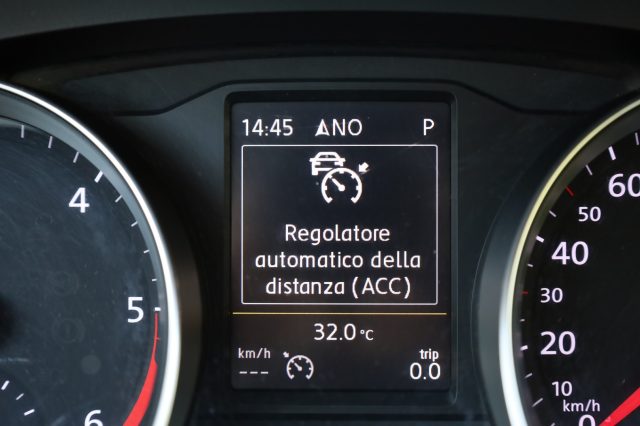 14:45 NO P
Regolatore
automatico della
distanza (ACC)
32.0 °C
km/h trip
--- 0.0
4
5
6
60
50
40
30
20
10
km/h
0